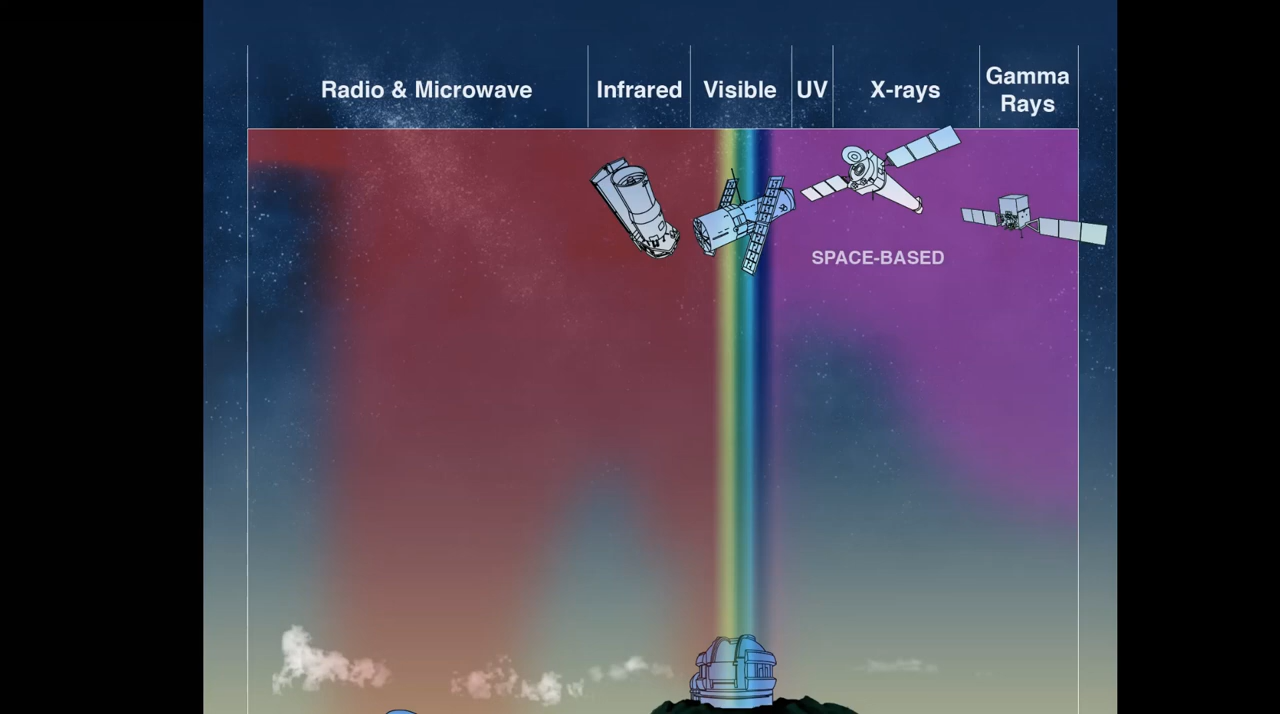 Radio & Microwave
Infrared
Visible
UV
X-rays
Gamma
Rays
SPACE-BASED